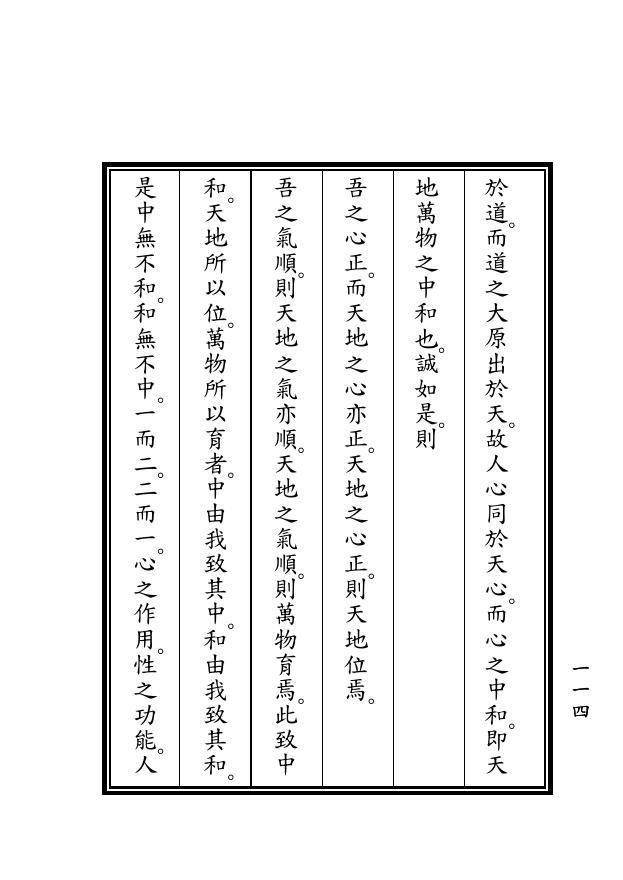 於道。而道之大原出於天。故人心同於天心。而心之中和。即天
地萬物之中和也。誠如是。則
吾之心正。而天地之心亦正。天地之心正。則天地位焉。
吾之氣順。則天地之氣亦順。天地之氣順。則萬物育焉。此致中
和。天地所以位。萬物所以育者。中由我致其中。和由我致其和。
是中無不和。和無不中。一而二。二而一。心之作用。性之功能。人
一一四